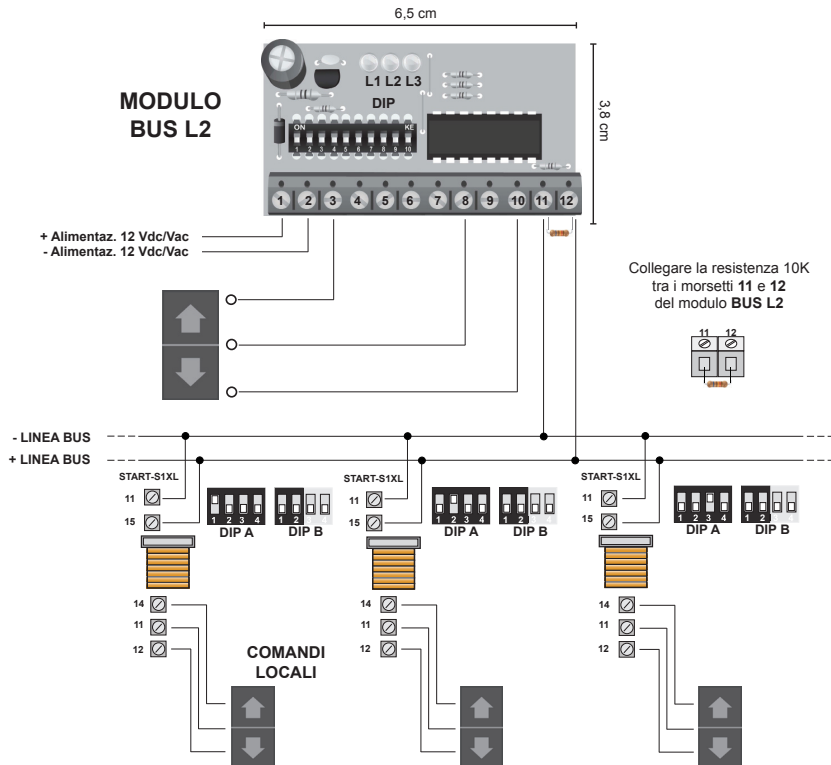 6,5 cm
MODULO
BUS L2
L1 L2 L3
DIP
ON KE
1 2 3 4 5 6 7 8 9 10
3,8 cm
1 2 3 4 5 6 7 8 9 10 11 12
+ Alimentaz. 12 Vdc/Vac
- Alimentaz. 12 Vdc/Vac
Collegare la resistenza 10K
tra i morsetti 11 e 12
del modulo BUS L2
11 12
- LINEA BUS
+ LINEA BUS
START-S1XL
11
15
1 2 3 4
DIP A
1 2
DIP B
14
11
12
START-S1XL
11
15
1 2 3 4
DIP A
1 2
DIP B
14
11
12
START-S1XL
11
15
1 2 3 4
DIP A
1 2
DIP B
14
11
12
COMANDI
LOCALI